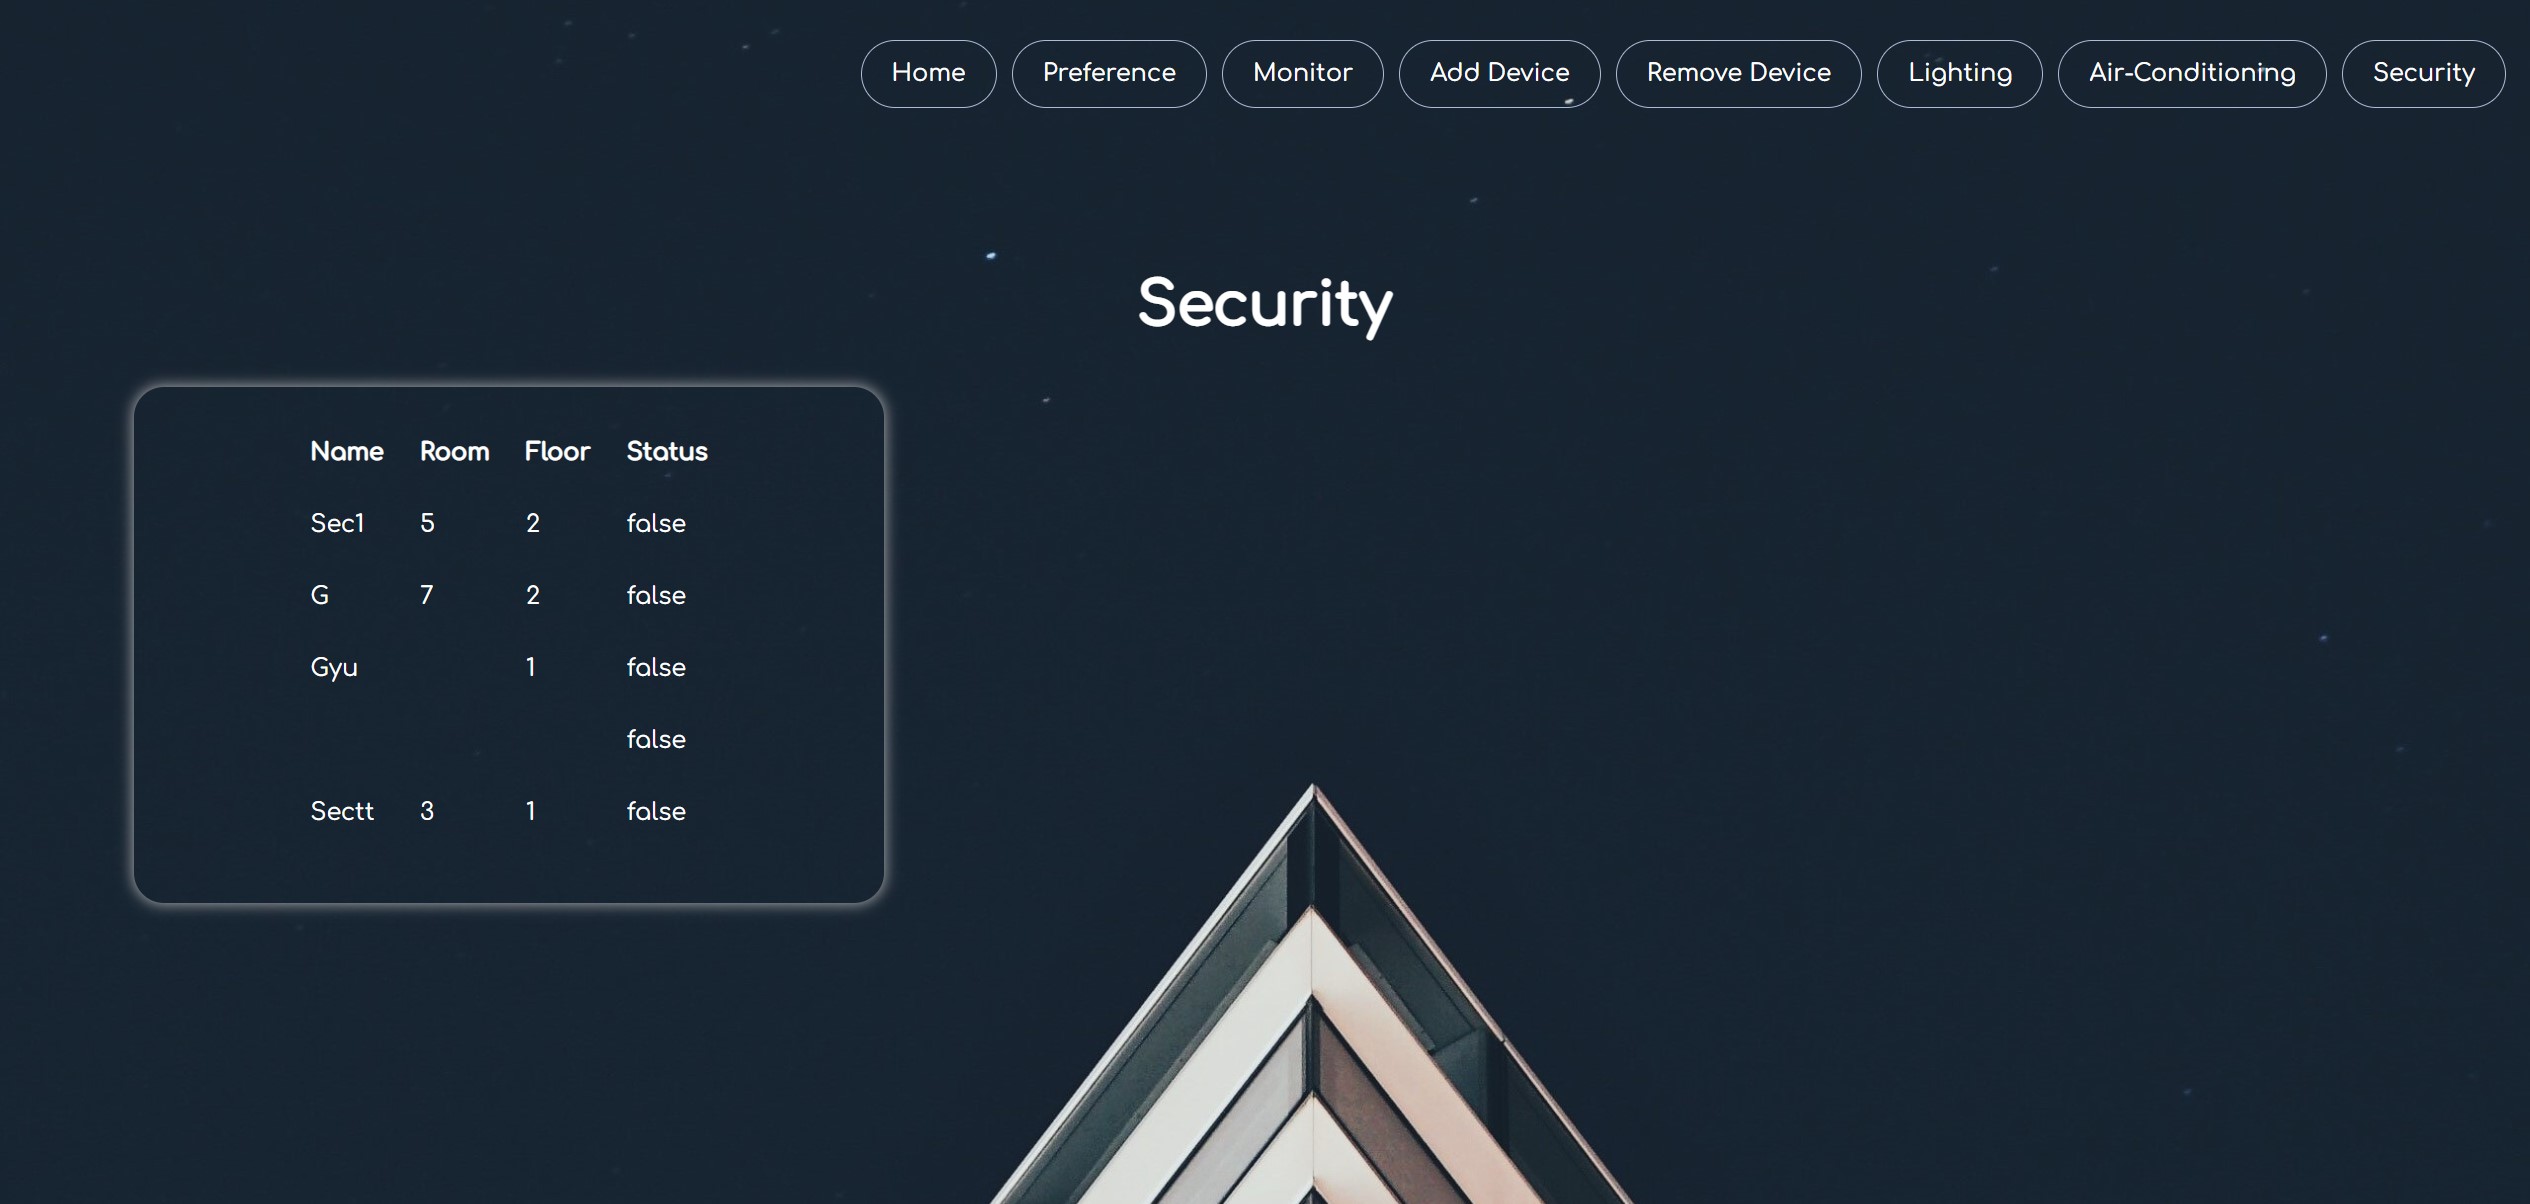 Home Preference Monitor Add Device Remove Device Lighting Air-Conditioning Security
Security
Name Room Floor Status
Sec1 5 2 false
G 7 2 false
Gyu 1 false
false
Sectt 3 1 false